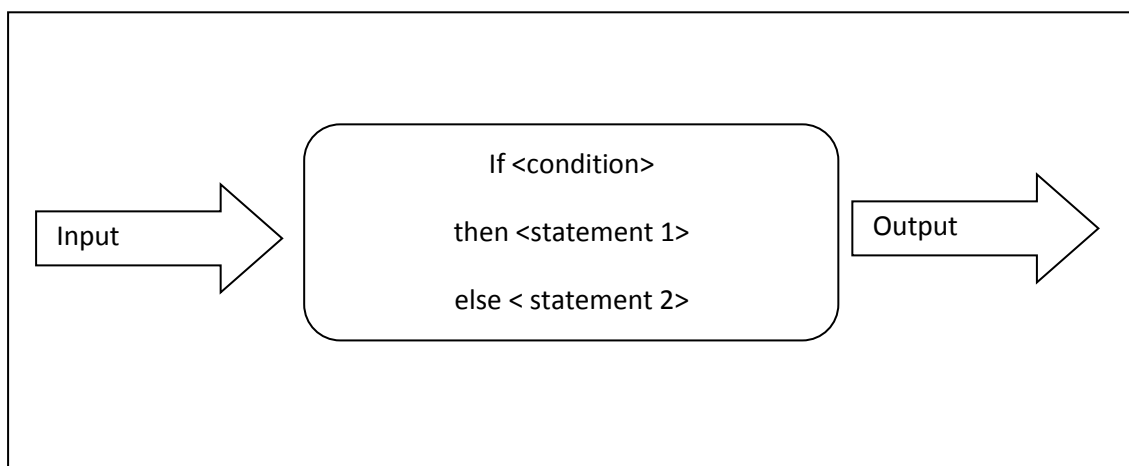 Input
If <condition>
then <statement 1>
else < statement 2>
Output